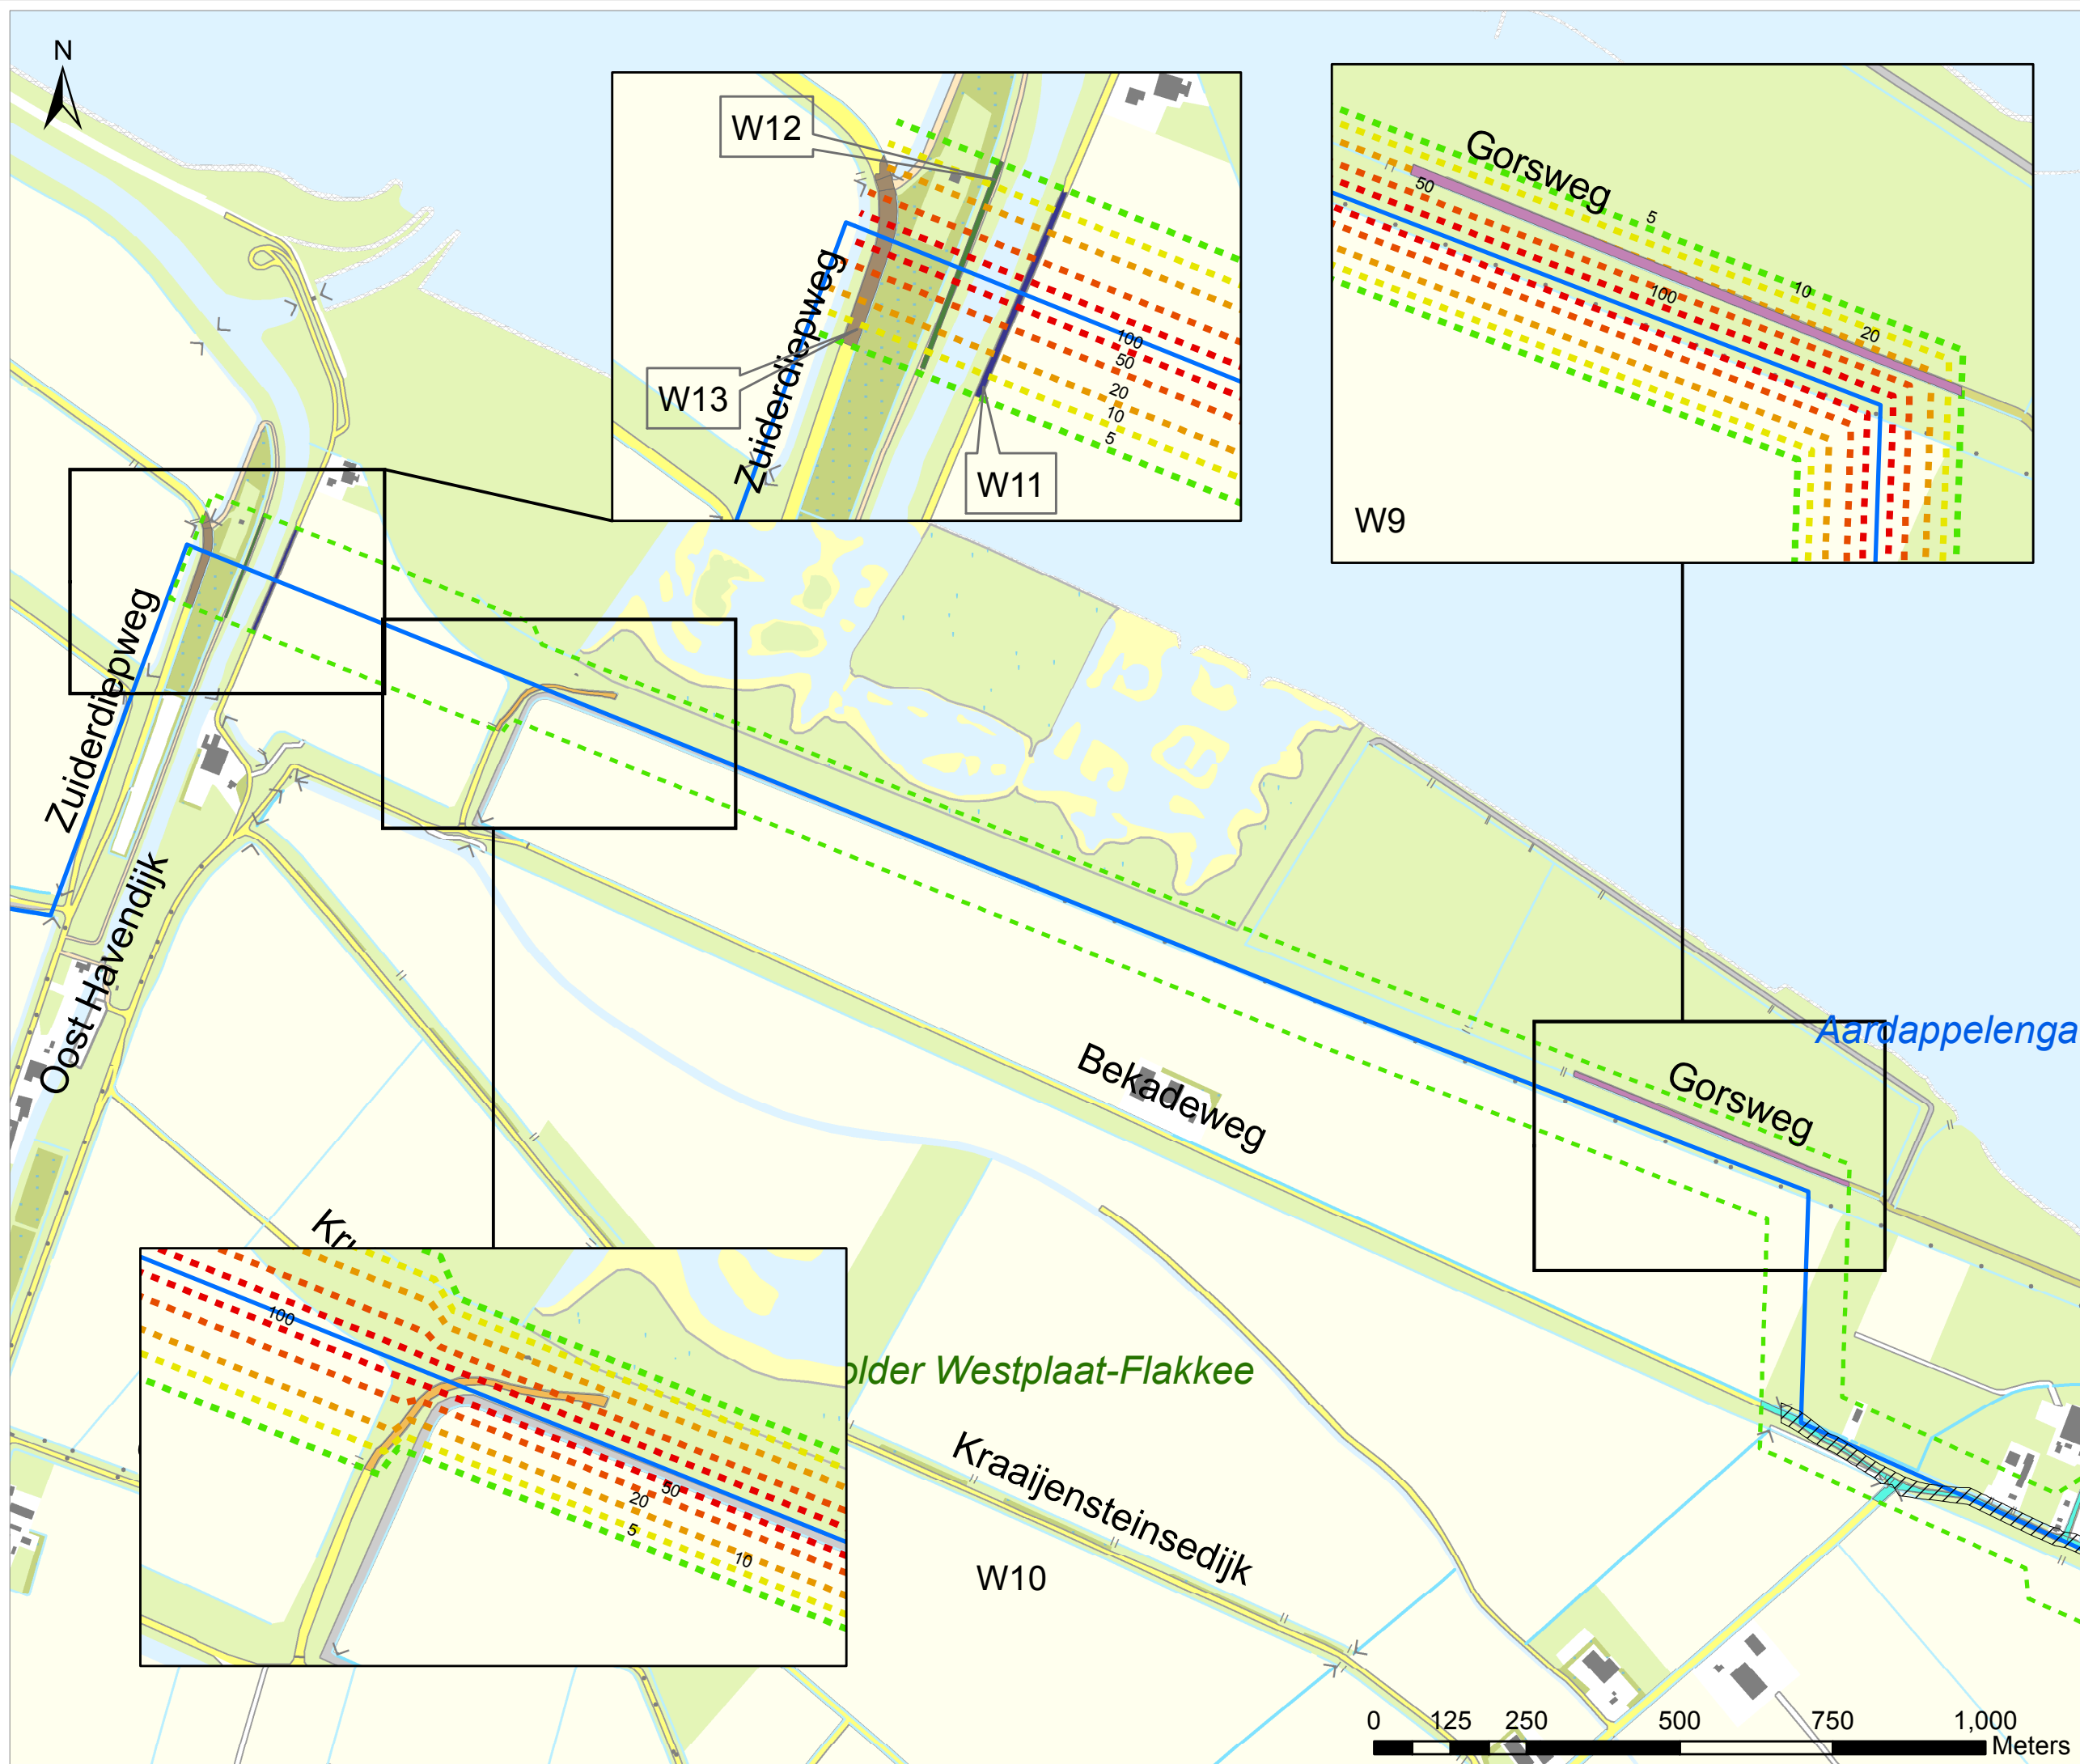 N
W12
Zuiderdiepweg
W13
W11
100
50
20
10
5
Gorsweg
50
5
10
100
20
W9
Zuiderdiepweg
Oost Havendijk
Aardappelenga
Gorsweg
Bekadeweg
100
50
20
5
10
older Westplaat-Flakkee
Kraaijensteinsedijk
W10
0 125 250 500 750 1,000
Meters